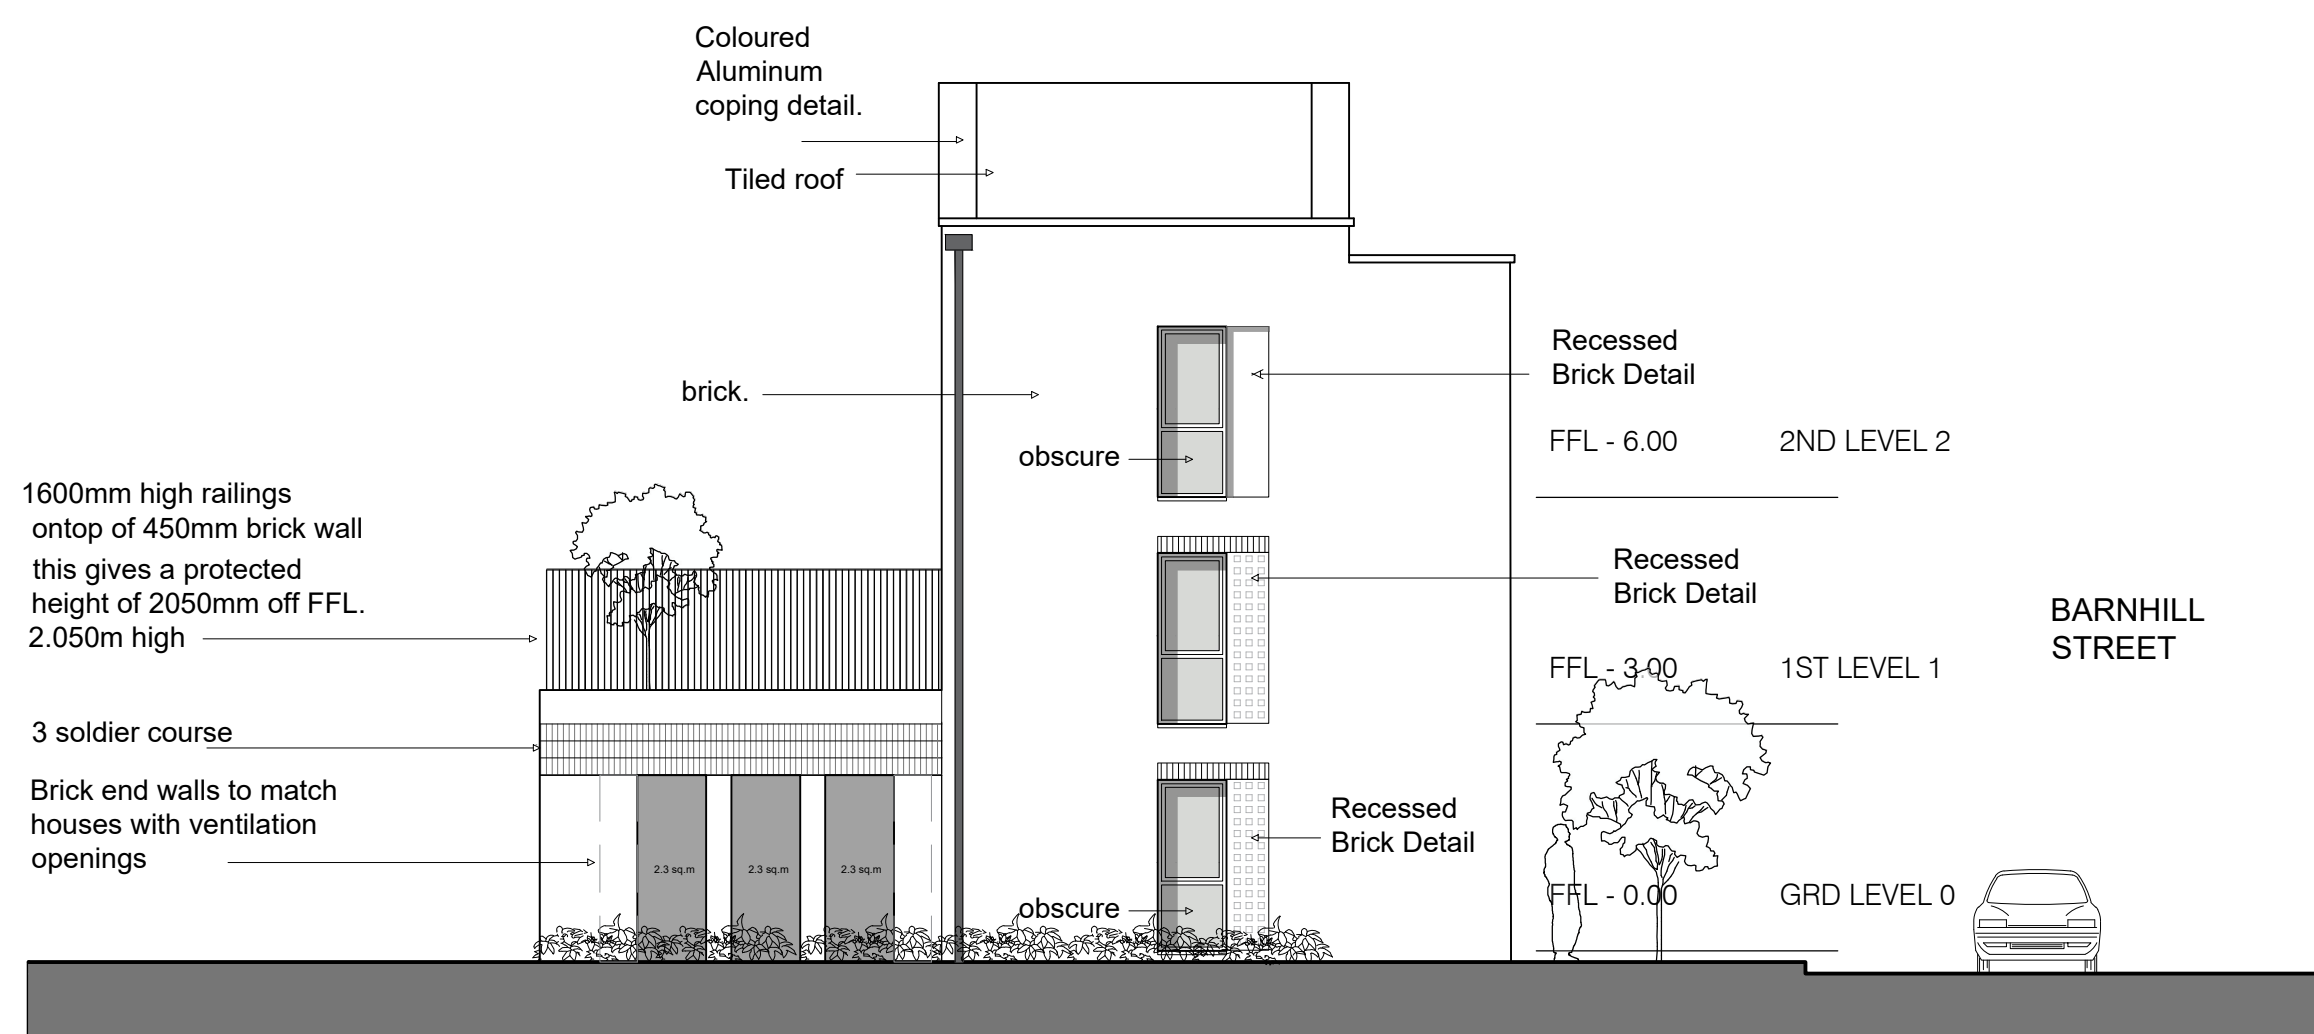 Coloured
Aluminum
coping detail.
Tiled roof
brick.
obscure
Recessed
Brick Detail
FFL - 6.00 2ND LEVEL 2
1600mm high railings
ontop of 450mm brick wall
this gives a protected
height of 2050mm off FFL.
2.050m high
Recessed
Brick Detail
BARNHILL
STREET
FFL - 3.00 1ST LEVEL 1
3 soldier course
Brick end walls to match
houses with ventilation
openings
2.3 sq.m 2.3 sq.m 2.3 sq.m
Recessed
Brick Detail
obscure
FFL - 0.00 GRD LEVEL 0